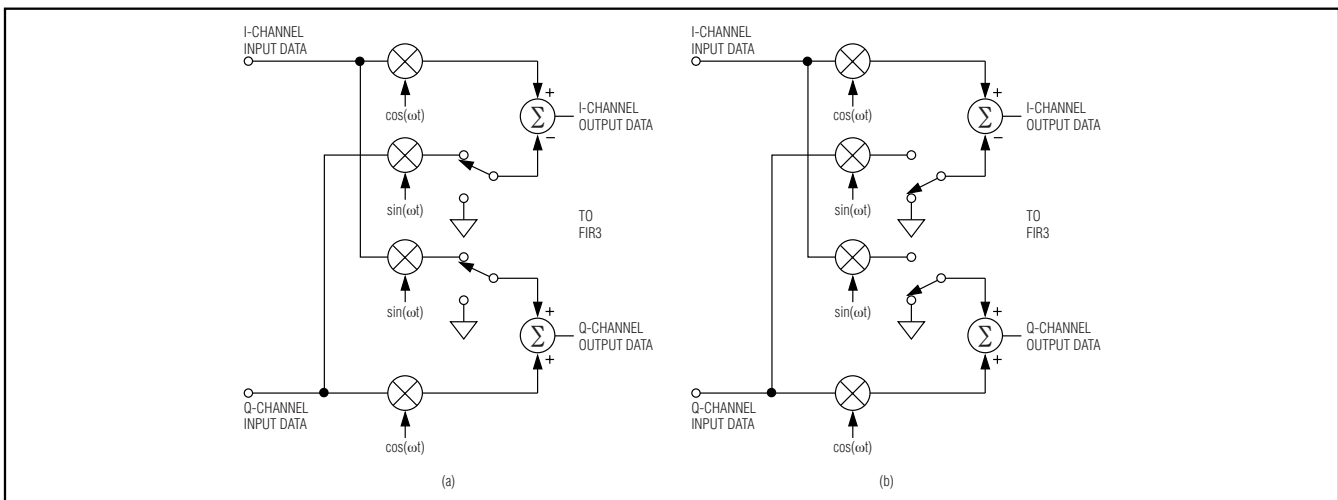 I-CHANNEL
INPUT DATA
cos(ωt)
+
Σ
−
I-CHANNEL
OUTPUT DATA
sin(ωt)
TO
FIR3
sin(ωt)
+
Σ
+
Q-CHANNEL
OUTPUT DATA
Q-CHANNEL
INPUT DATA
cos(ωt)
(a)
I-CHANNEL
INPUT DATA
cos(ωt)
+
Σ
−
I-CHANNEL
OUTPUT DATA
sin(ωt)
TO
FIR3
sin(ωt)
+
Σ
+
Q-CHANNEL
OUTPUT DATA
Q-CHANNEL
INPUT DATA
cos(ωt)
(b)